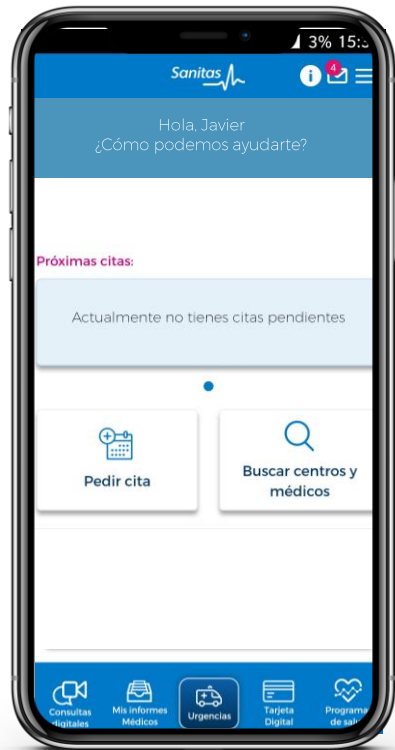 3% 15:
Sanitas
i
4
Hola, Javier
¿Cómo podemos ayudarte?
Próximas citas:
Actualmente no tienes citas pendientes
Pedir cita
Buscar centros y
médicos
Consultas
digitales
Mis informes
Médicos
Urgencias
Tarjeta
Digital
Programa
de salu